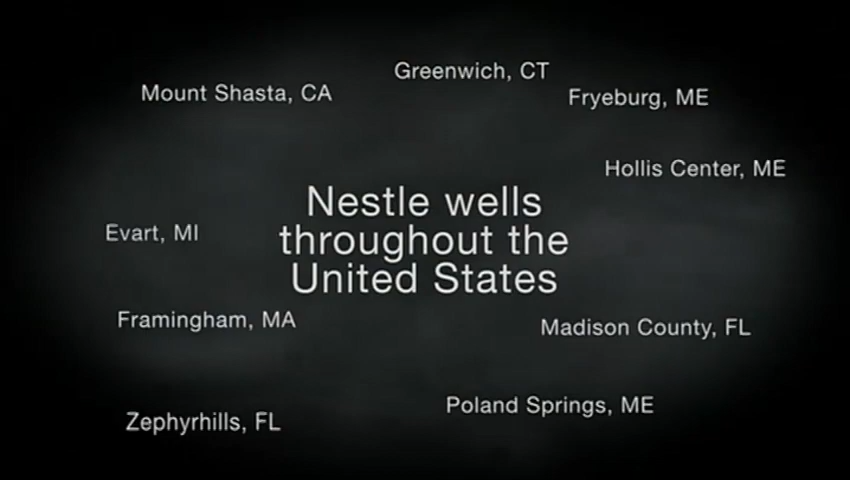 Greenwich, CT
Mount Shasta, CA
Fryeburg, ME
Hollis Center, ME
Nestle wells
throughout the
United States
Evart, MI
Framingham, MA
Madison County, FL
Poland Springs, ME
Zephyrhills, FL